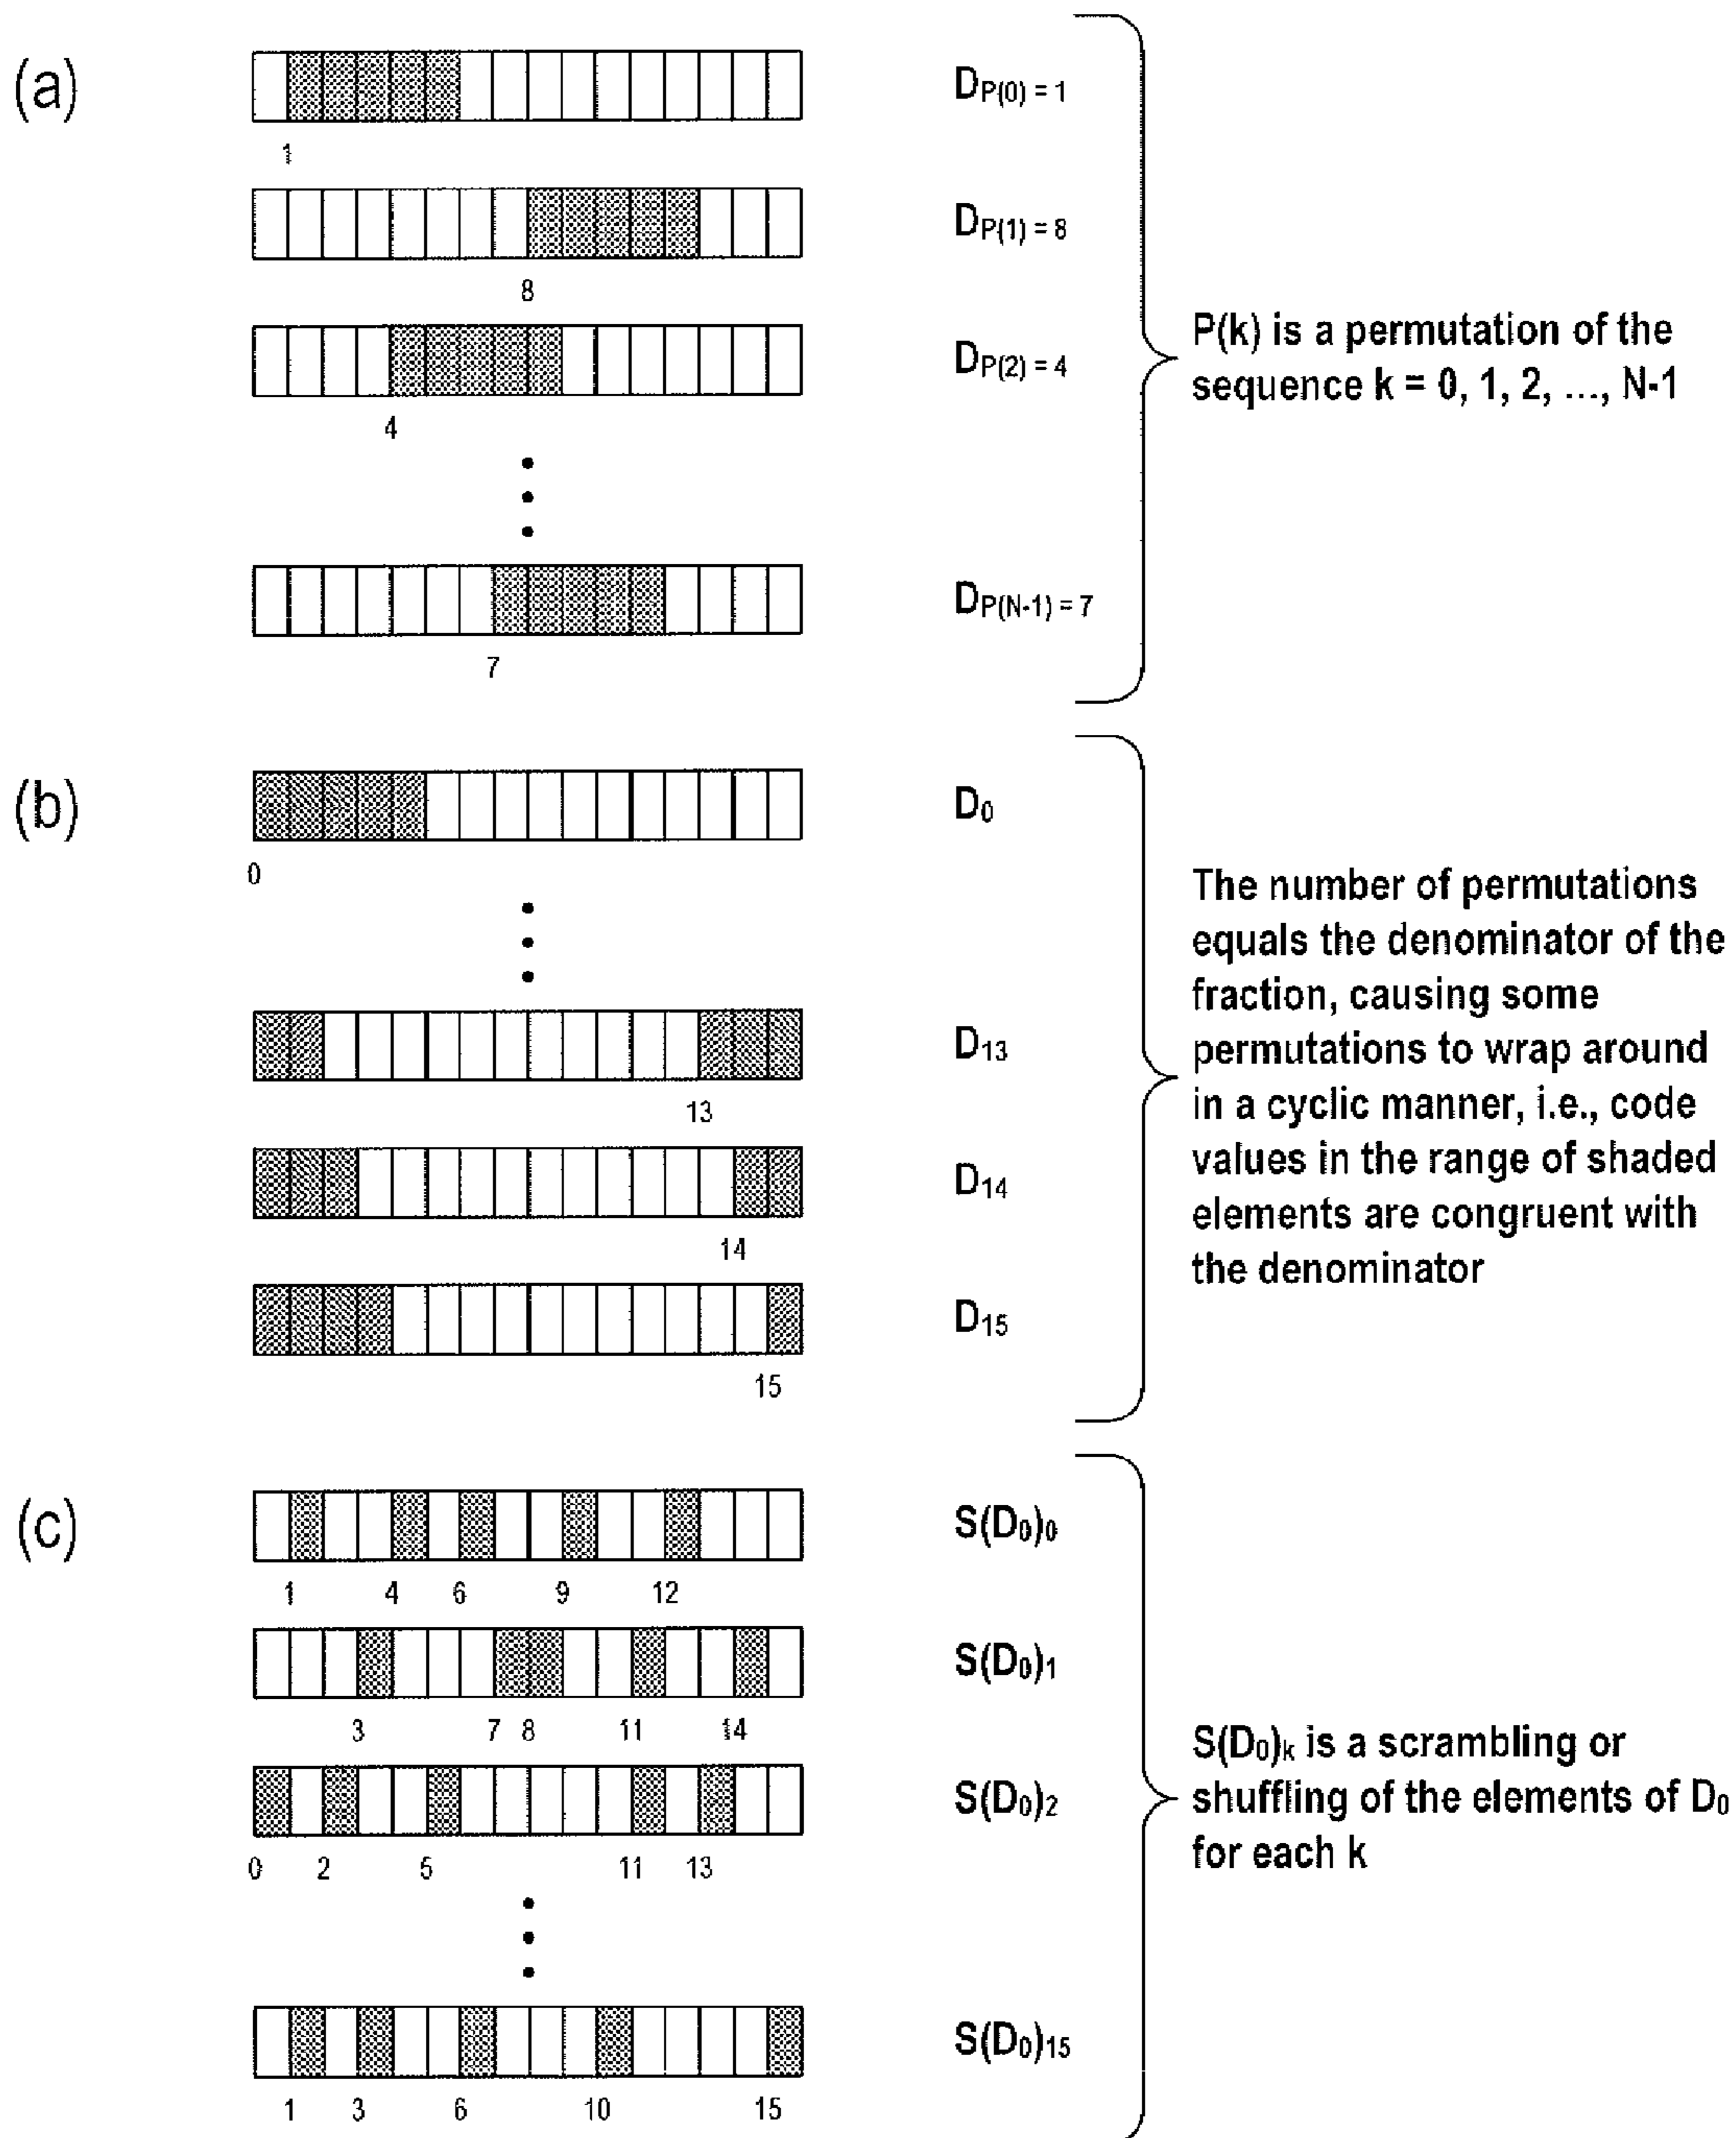 (a)
D_P(0) = 1
1
D_P(1) = 8
8
D_P(2) = 4
4
P(k) is a permutation of the
sequence k = 0, 1, 2, ..., N-1
D_P(N-1) = 7
7
(b)
D₀
0
D₁₃
13
D₁₄
14
D₁₅
15
The number of permutations
equals the denominator of the
fraction, causing some
permutations to wrap around
in a cyclic manner, i.e., code
values in the range of shaded
elements are congruent with
the denominator
(c)
S(D₀)₀
1 4 6 9 12
S(D₀)₁
3 7 8 11 14
S(D₀)₂
0 2 5 11 13
S(D₀)ₖ is a scrambling or
shuffling of the elements of D₀
for each k
S(D₀)₁₅
1 3 6 10 15